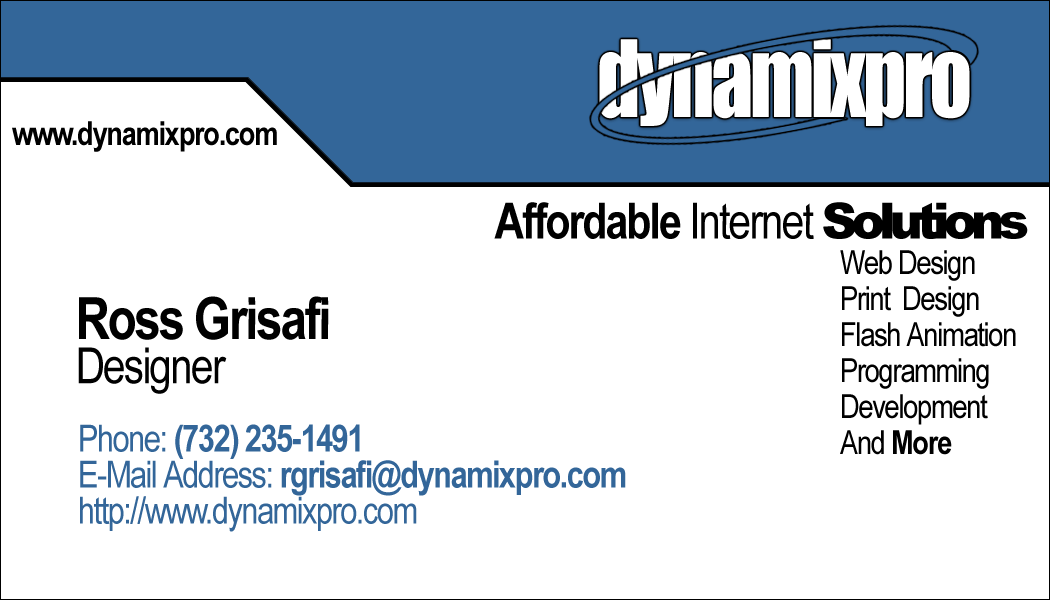 dynamixpro
www.dynamixpro.com
Affordable Internet Solutions
Web Design
Print Design
Flash Animation
Programming
Development
And More
Ross Grisafi
Designer
Phone: (732) 235-1491
E-Mail Address: rgrisafi@dynamixpro.com
http://www.dynamixpro.com